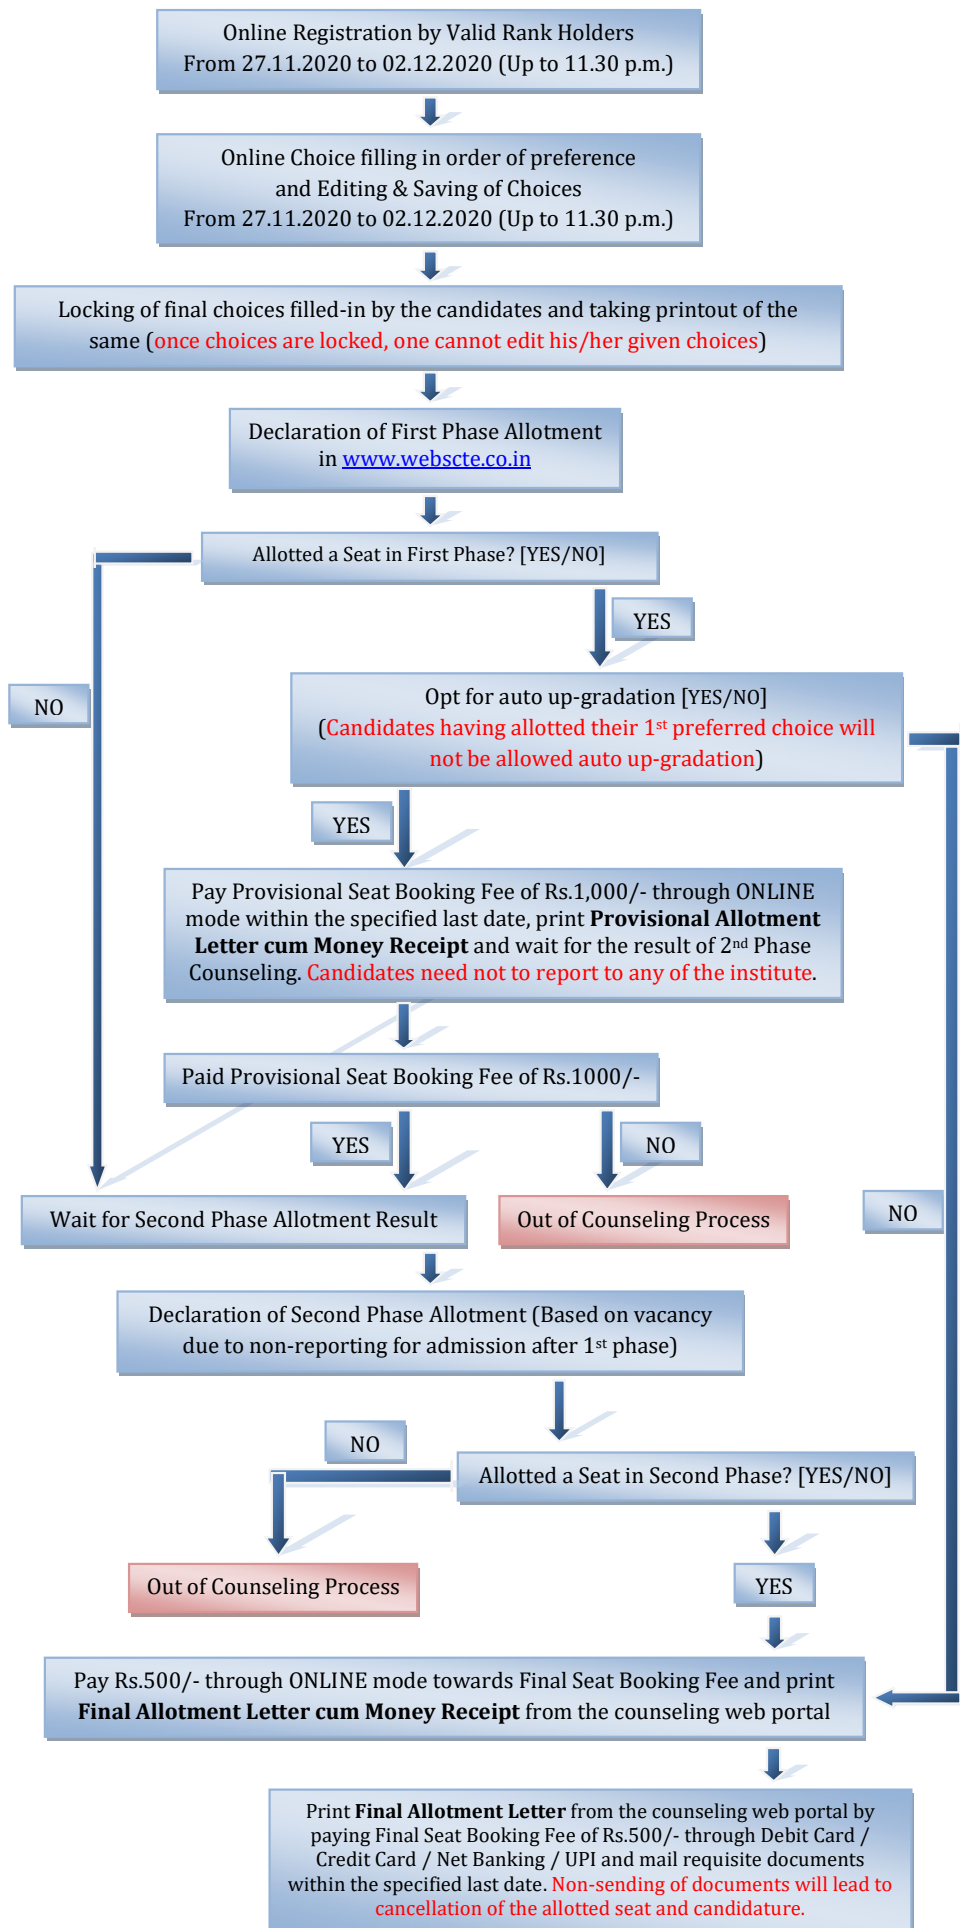 Online Registration by Valid Rank Holders
From 27.11.2020 to 02.12.2020 (Up to 11.30 p.m.)
Online Choice filling in order of preference
and Editing & Saving of Choices
From 27.11.2020 to 02.12.2020 (Up to 11.30 p.m.)
Locking of final choices filled-in by the candidates and taking printout of the
same (once choices are locked, one cannot edit his/her given choices)
Declaration of First Phase Allotment
in www.webscte.co.in
Allotted a Seat in First Phase? [YES/NO]
YES
NO
Opt for auto up-gradation [YES/NO]
(Candidates having allotted their 1st preferred choice will
not be allowed auto up-gradation)
YES
Pay Provisional Seat Booking Fee of Rs.1,000/- through ONLINE
mode within the specified last date, print Provisional Allotment
Letter cum Money Receipt and wait for the result of 2nd Phase
Counseling. Candidates need not to report to any of the institute.
Paid Provisional Seat Booking Fee of Rs.1000/-
YES
NO
Wait for Second Phase Allotment Result
Out of Counseling Process
NO
Declaration of Second Phase Allotment (Based on vacancy
due to non-reporting for admission after 1st phase)
NO
Allotted a Seat in Second Phase? [YES/NO]
Out of Counseling Process
YES
Pay Rs.500/- through ONLINE mode towards Final Seat Booking Fee and print
Final Allotment Letter cum Money Receipt from the counseling web portal
Print Final Allotment Letter from the counseling web portal by
paying Final Seat Booking Fee of Rs.500/- through Debit Card /
Credit Card / Net Banking / UPI and mail requisite documents
within the specified last date. Non-sending of documents will lead to
cancellation of the allotted seat and candidature.